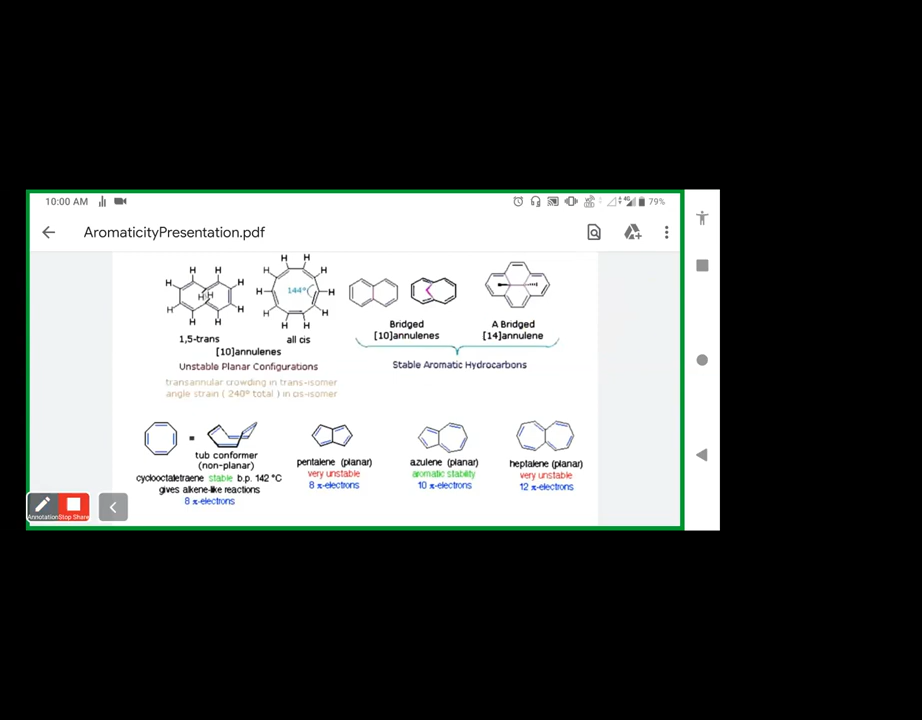 10:00 AM
79%
AromaticityPresentation.pdf
H H H H H H H H H H
H H H H H H H H H H
144°
1,5-trans
all cis
[10]annulenes
Unstable Planar Configurations
transannular crowding in trans-isomer
angle strain ( 240° total ) in cis-isomer
Bridged
[10]annulenes
A Bridged
[14]annulene
Stable Aromatic Hydrocarbons
=
tub conformer
(non-planar)
cyclooctaletraene stable b.p. 142 °C
gives alkene-like reactions
8 π-electrons
pentalene (planar)
very unstable
8 π-electrons
azulene (planar)
aromatic stability
10 π-electrons
heptalene (planar)
very unstable
12 π-electrons
Annotation
Stop Share